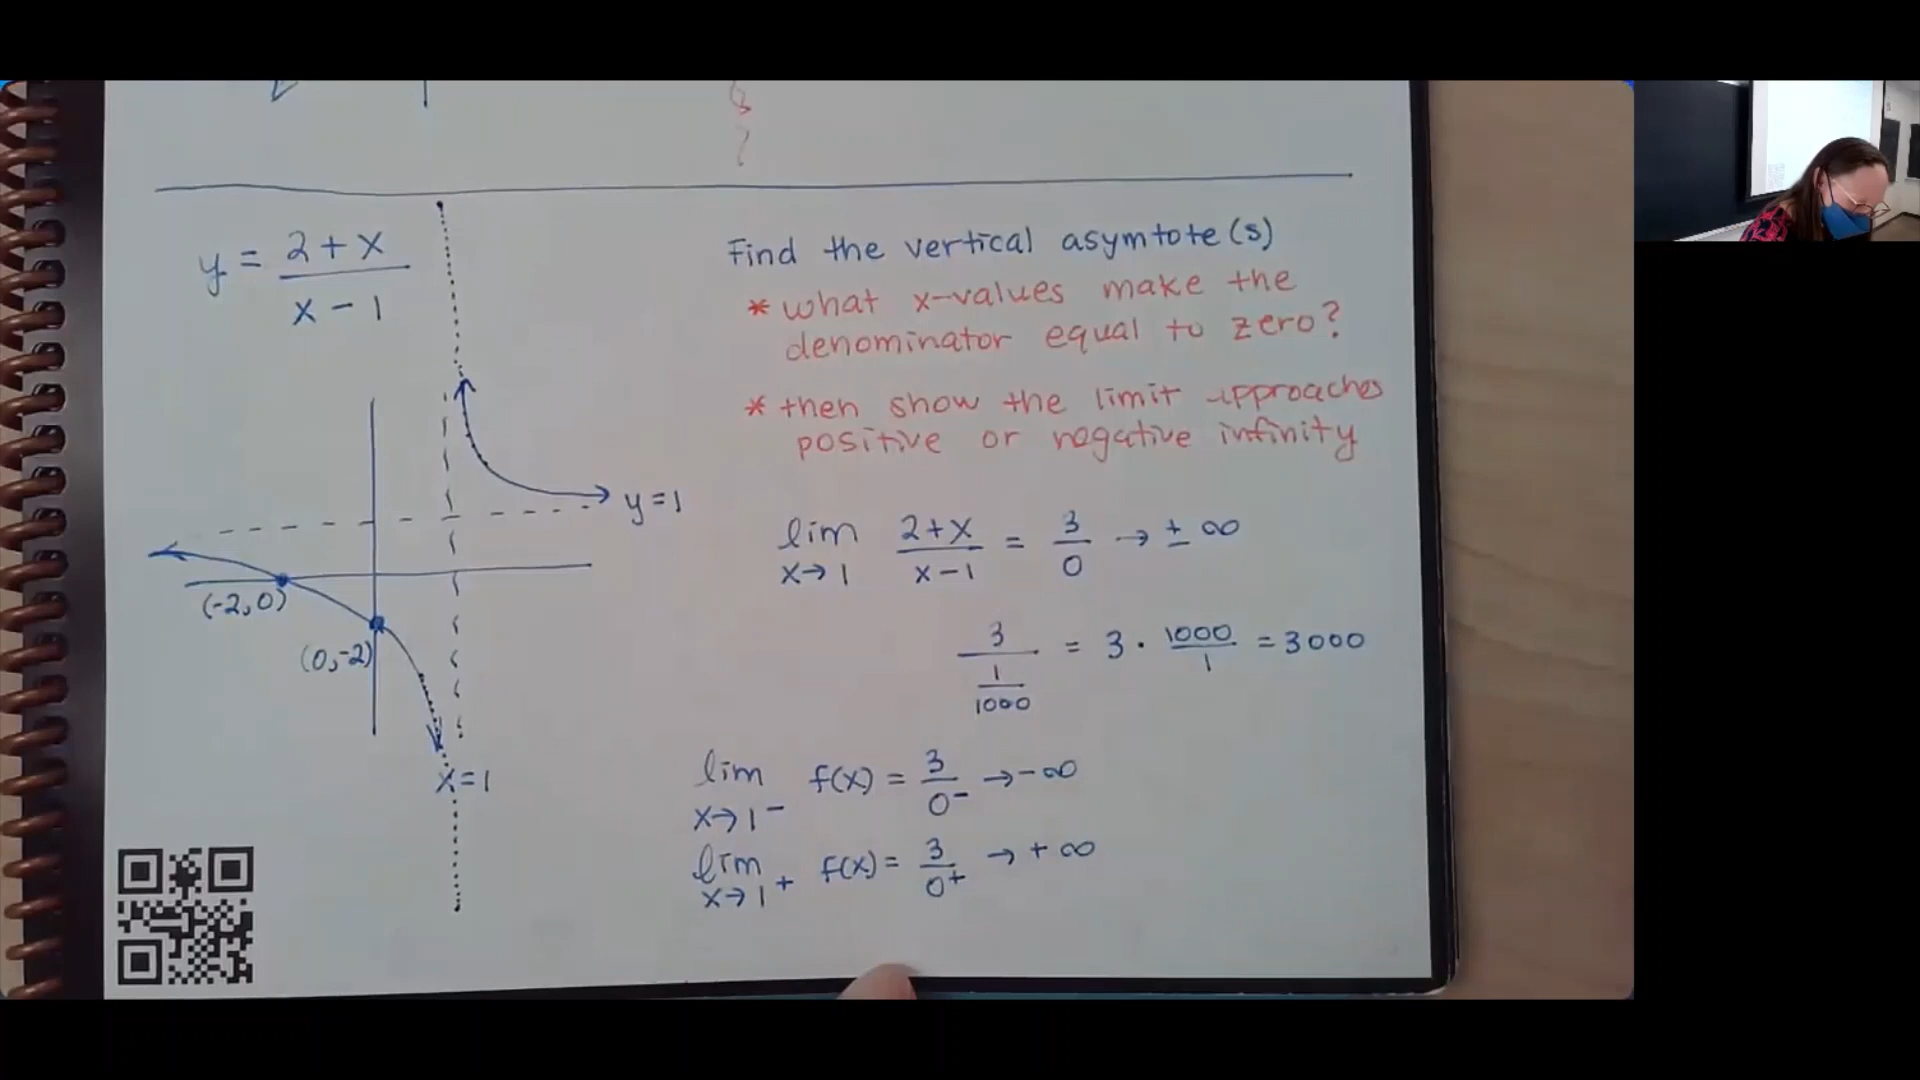 y = 2 + x / x - 1
Find the vertical asymtote(s)
* what x-values make the
denominator equal to zero?
* then show the limit approaches
positive or negative infinity
y = 1
(-2,0)
(0,-2)
x = 1
lim x→1 2+x / x-1 = 3/0 → ± ∞
3 / (1/1000) = 3 · 1000/1 = 3000
lim x→1⁻ f(x) = 3/0⁻ → -∞
lim x→1⁺ f(x) = 3/0⁺ → +∞